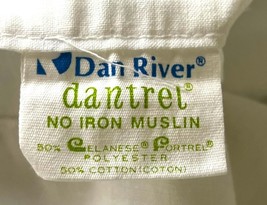 Dan River®
dantrel®
NO IRON MUSLIN
50% Celanese® Fortrel®
POLYESTER
50% COTTON(COTON)